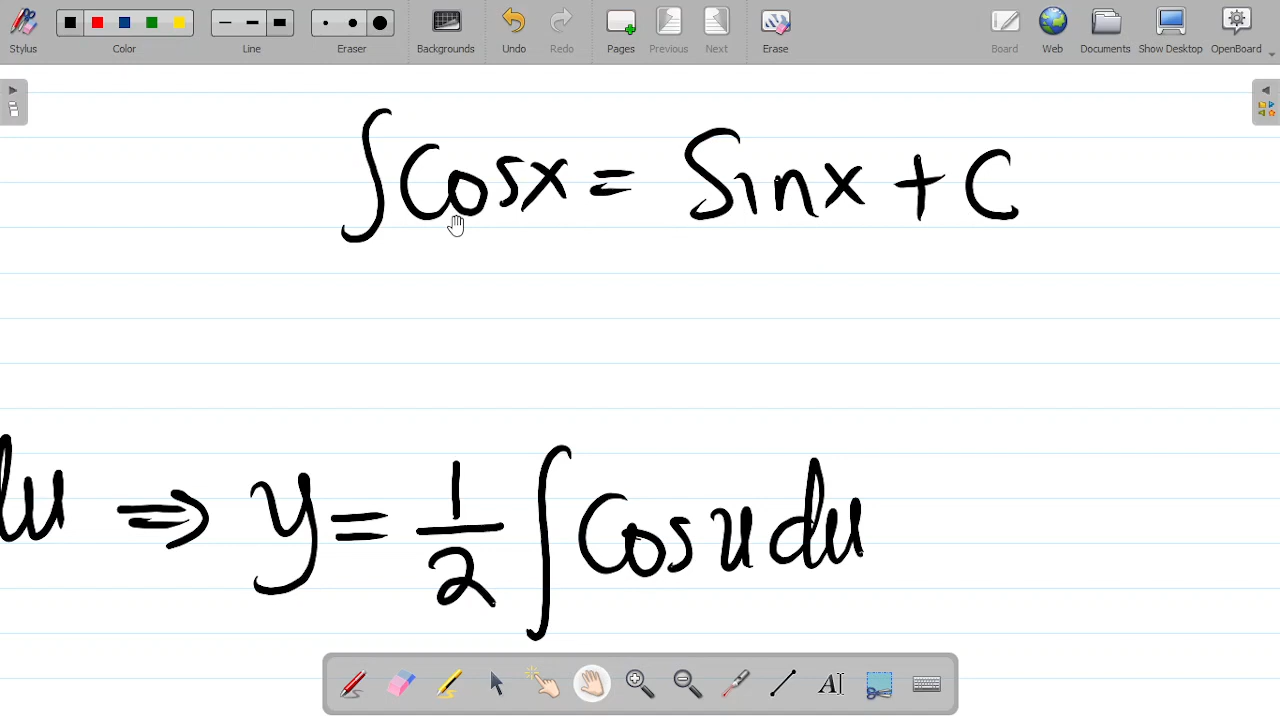 Stylus Color Line Eraser Backgrounds Undo Redo Pages Previous Next Erase Board Web Documents Show Desktop OpenBoard
∫ Cosx = Sinx + C
du ⇒ y = 1/2 ∫ Cosu du